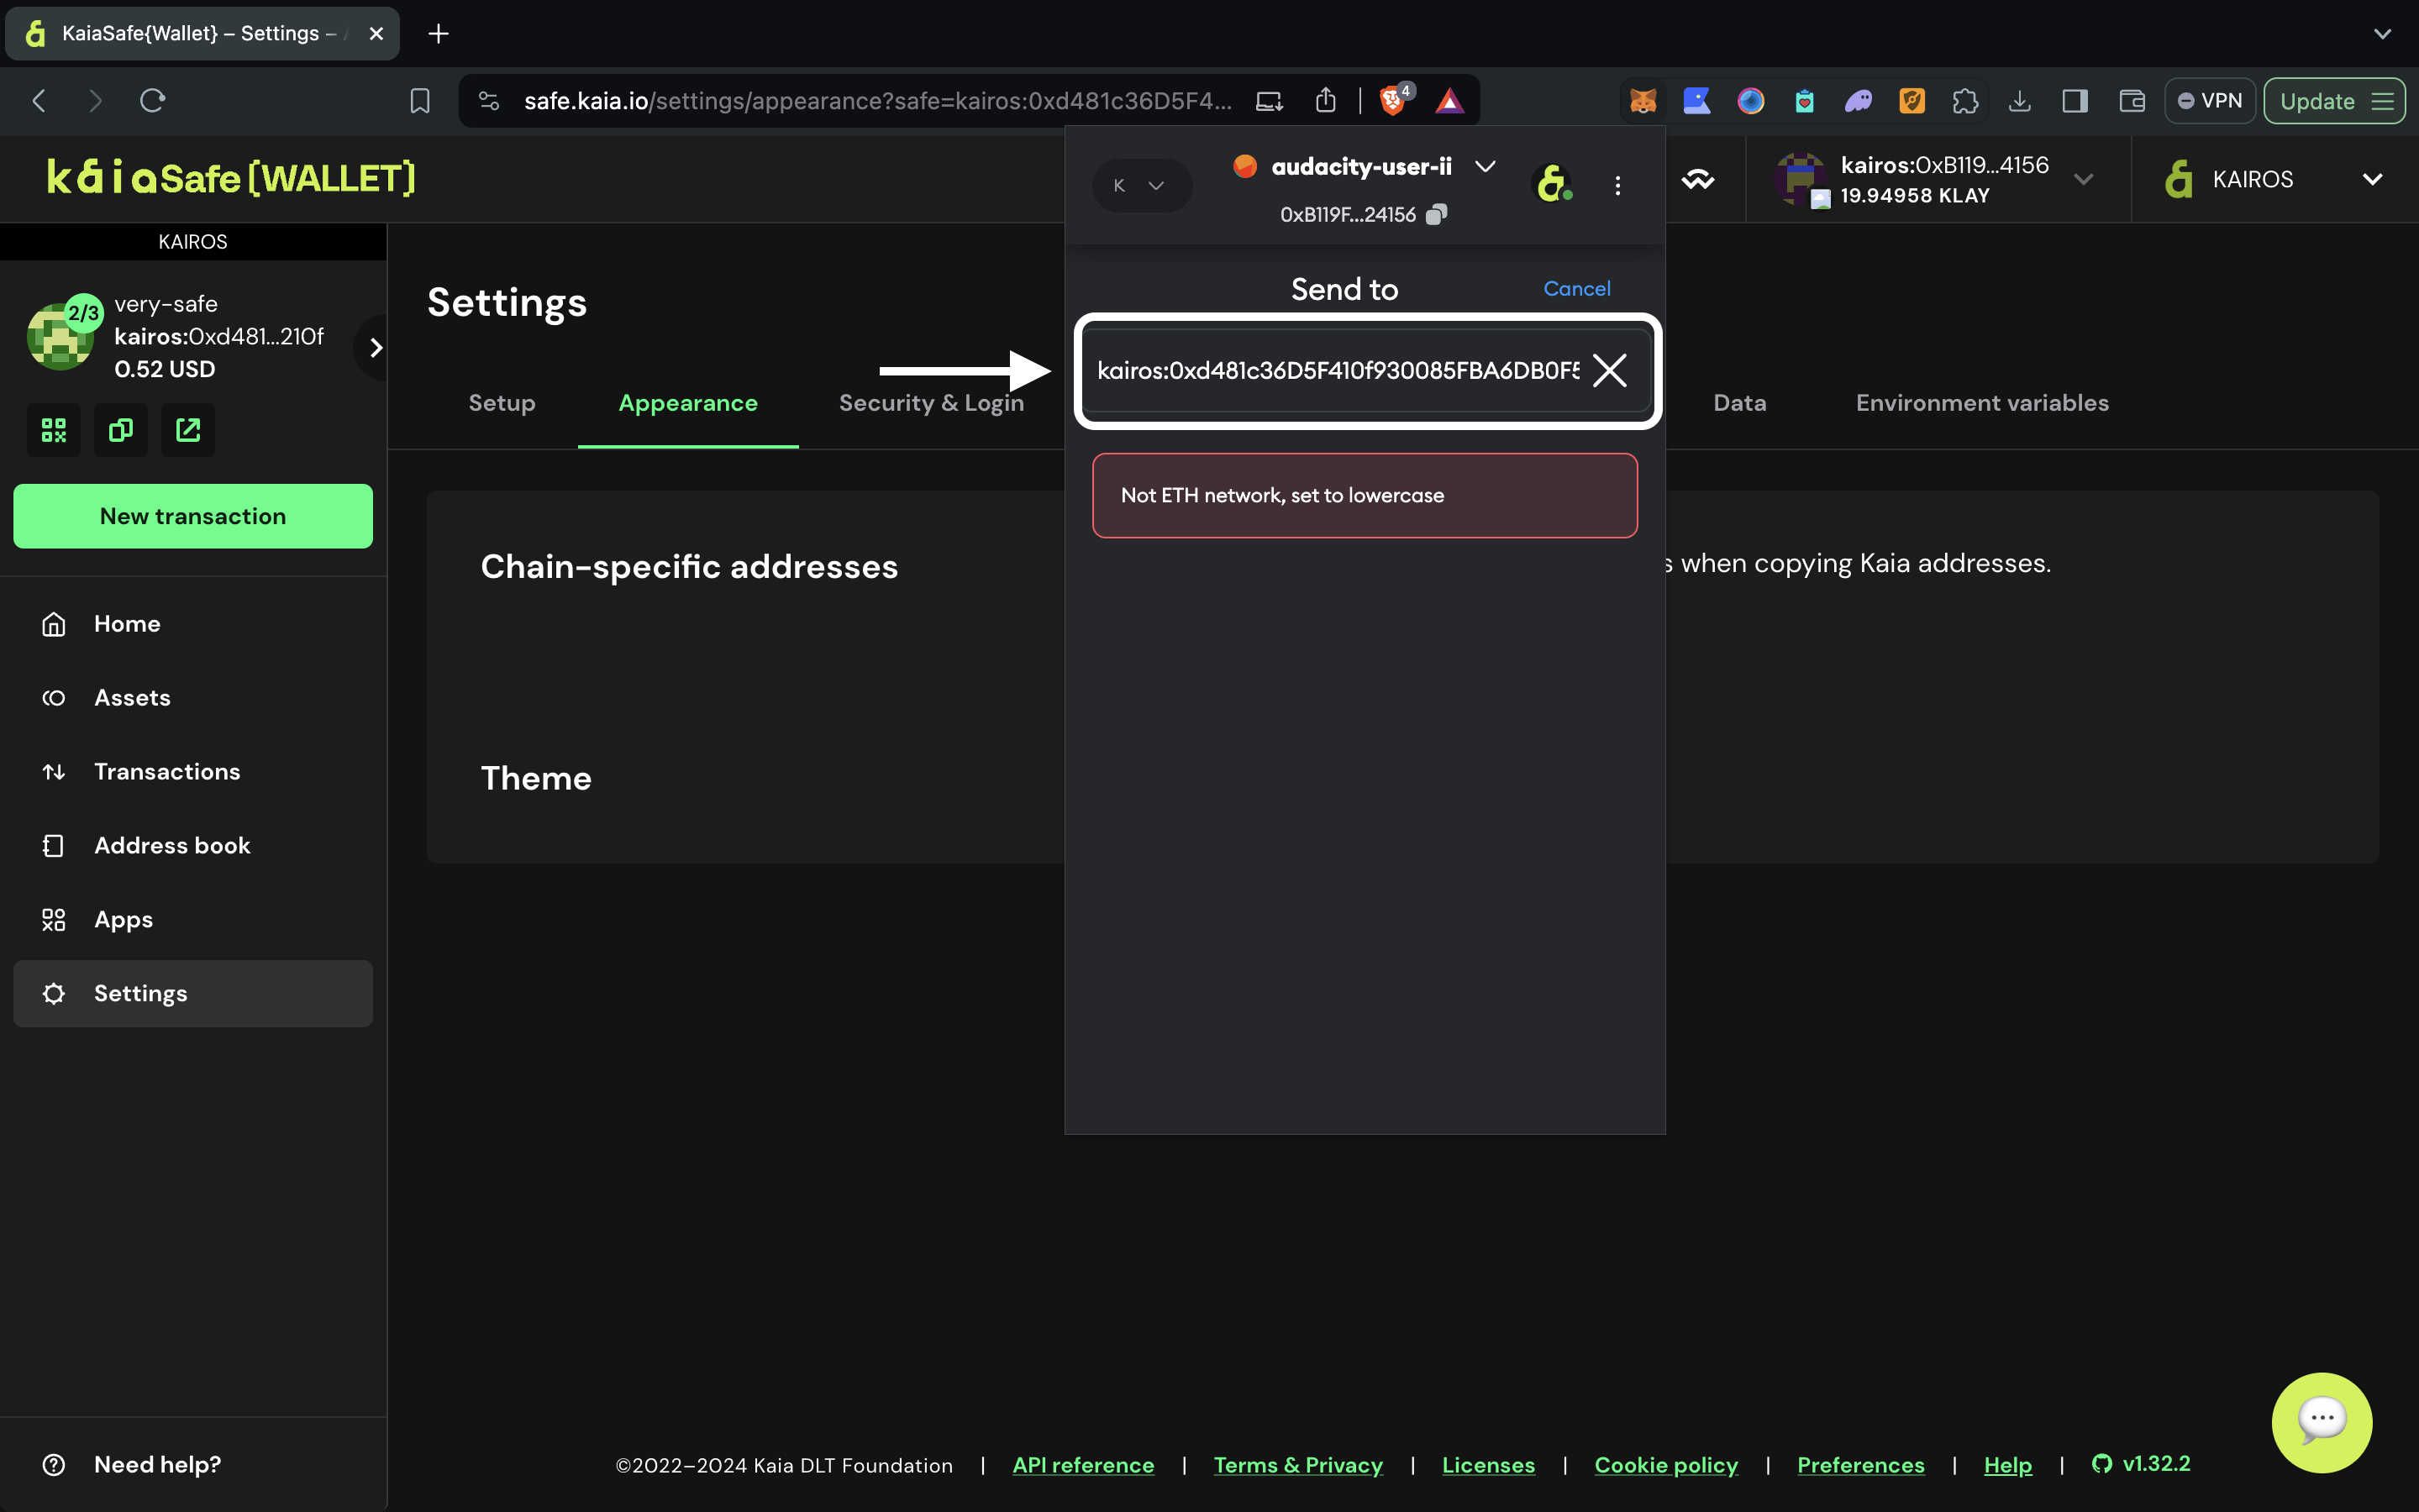 KaiaSafe{Wallet} – Settings –
safe.kaia.io/settings/appearance?safe=kairos:0xd481c36D5F4...
4
VPN
Update
kaiaSafe[WALLET]
K
audacity-user-ii
0xB119F...24156
kairos:0xB119...4156
19.94958 KLAY
KAIROS
KAIROS
2/3
very-safe
kairos:0xd481...210f
0.52 USD
New transaction
Home
Assets
Transactions
Address book
Apps
Settings
Need help?
Settings
Setup
Appearance
Security & Login
Data
Environment variables
Send to
Cancel
kairos:0xd481c36D5F410f930085FBA6DB0F5
Not ETH network, set to lowercase
Chain-specific addresses
s when copying Kaia addresses.
Theme
©2022–2024 Kaia DLT Foundation | API reference | Terms & Privacy | Licenses | Cookie policy | Preferences | Help | v1.32.2